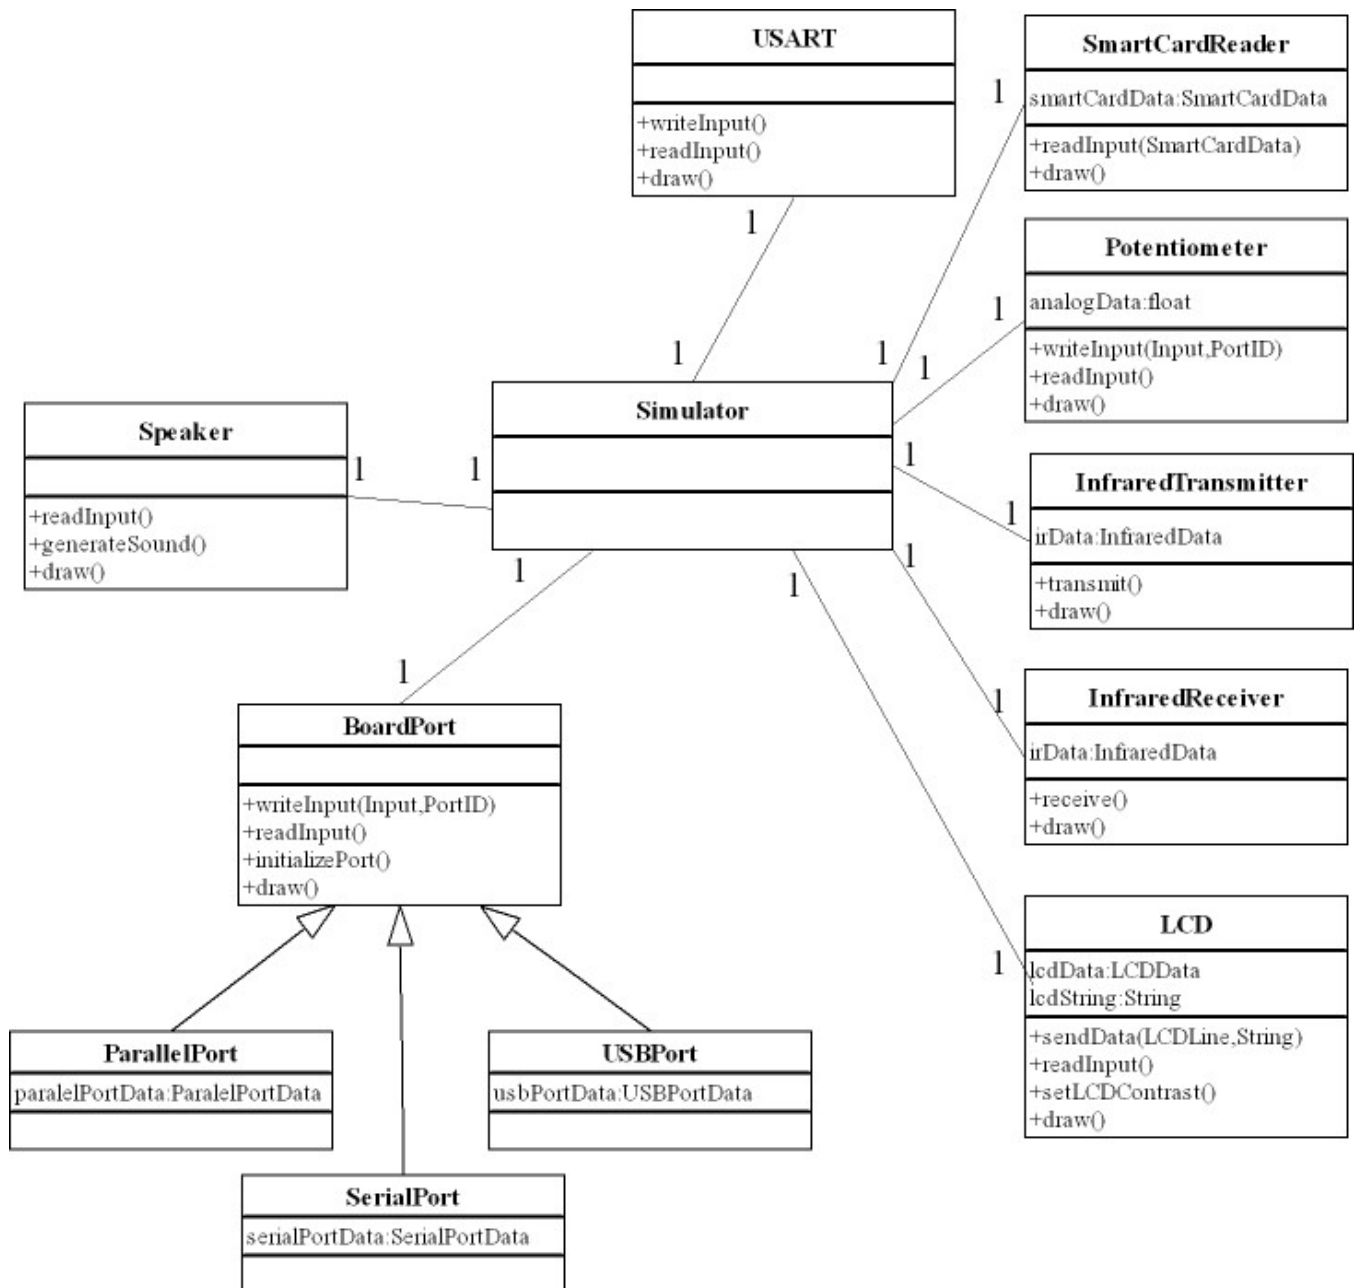 USART
+writeInput()
+readInput()
+draw()
1
1
SmartCardReader
smartCardData:SmartCardData
+readInput(SmartCardData)
+draw()
1
1
Potentiometer
analogData:float
+writeInput(Input,PortID)
+readInput()
+draw()
1
1
Simulator
Speaker
+readInput()
+generateSound()
+draw()
1
1
InfraredTransmitter
irData:InfraredData
+transmit()
+draw()
1
1
InfraredReceiver
irData:InfraredData
+receive()
+draw()
1
1
BoardPort
+writeInput(Input,PortID)
+readInput()
+initializePort()
+draw()
1
1
LCD
lcdData:LCDData
lcdString:String
+sendData(LCDLine,String)
+readInput()
+setLCDContrast()
+draw()
1
1
ParallelPort
paralelPortData:ParalelPortData
USBPort
usbPortData:USBPortData
SerialPort
serialPortData:SerialPortData